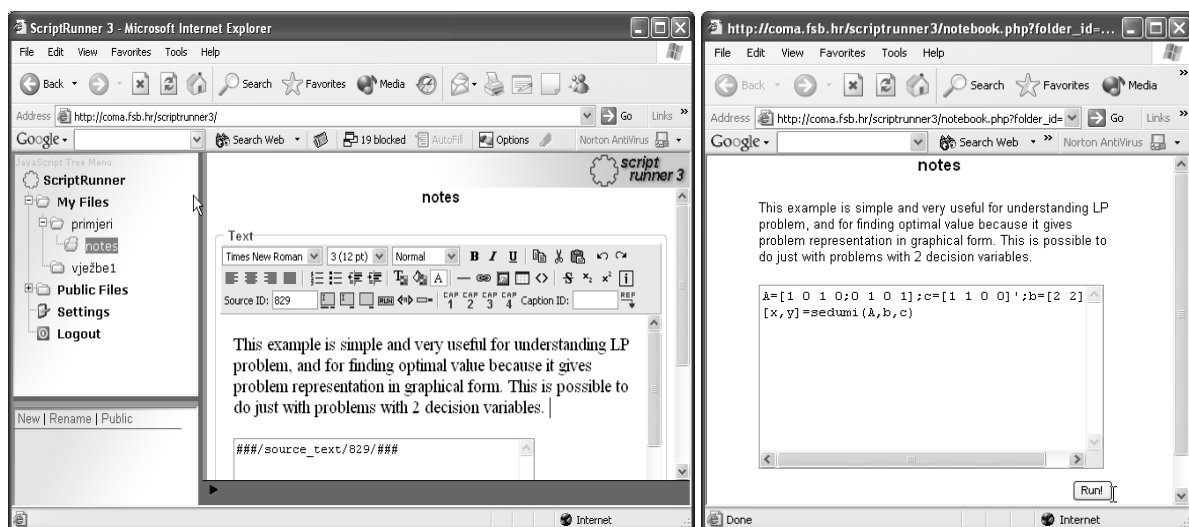 ScriptRunner 3 - Microsoft Internet Explorer
File Edit View Favorites Tools Help
Back Search Favorites Media
Address http://coma.fsb.hr/scriptrunner3/ Go Links »
Google Search Web 19 blocked AutoFill Options Norton AntiVirus
JavaScript Tree Menu
ScriptRunner
My Files
primjeri
notes
vježbe1
Public Files
Settings
Logout
New | Rename | Public
script
runner 3
notes
Text
Times New Roman 3 (12 pt) Normal B I U
Source ID: 829 RUN CAP 1 CAP 2 CAP 3 CAP 4 Caption ID: REF
This example is simple and very useful for understanding LP
problem, and for finding optimal value because it gives
problem representation in graphical form. This is possible to
do just with problems with 2 decision variables.
###/source_text/829/###
Internet
http://coma.fsb.hr/scriptrunner3/notebook.php?folder_id=...
File Edit View Favorites Tools Help
Back Search Favorites Media »
Address http://coma.fsb.hr/scriptrunner3/notebook.php?folder_id= Go Links »
Google Search Web » Norton AntiVirus
notes
This example is simple and very useful for understanding LP
problem, and for finding optimal value because it gives
problem representation in graphical form. This is possible to
do just with problems with 2 decision variables.
A=[1 0 1 0;0 1 0 1];c=[1 1 0 0]';b=[2 2]
[x,y]=sedumi(A,b,c)
Run!
Done Internet